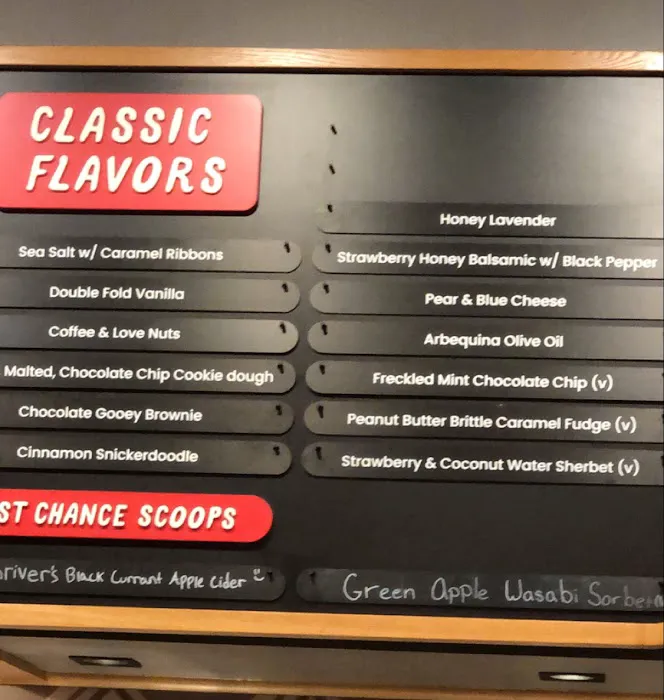 CLASSIC
FLAVORS
Sea Salt w/ Caramel Ribbons
Double Fold Vanilla
Coffee & Love Nuts
Malted, Chocolate Chip Cookie dough
Chocolate Gooey Brownie
Cinnamon Snickerdoodle
Honey Lavender
Strawberry Honey Balsamic w/ Black Pepper
Pear & Blue Cheese
Arbequina Olive Oil
Freckled Mint Chocolate Chip (v)
Peanut Butter Brittle Caramel Fudge (v)
Strawberry & Coconut Water Sherbet (v)
ST CHANCE SCOOPS
river's Black Currant Apple Cider
Green Apple Wasabi